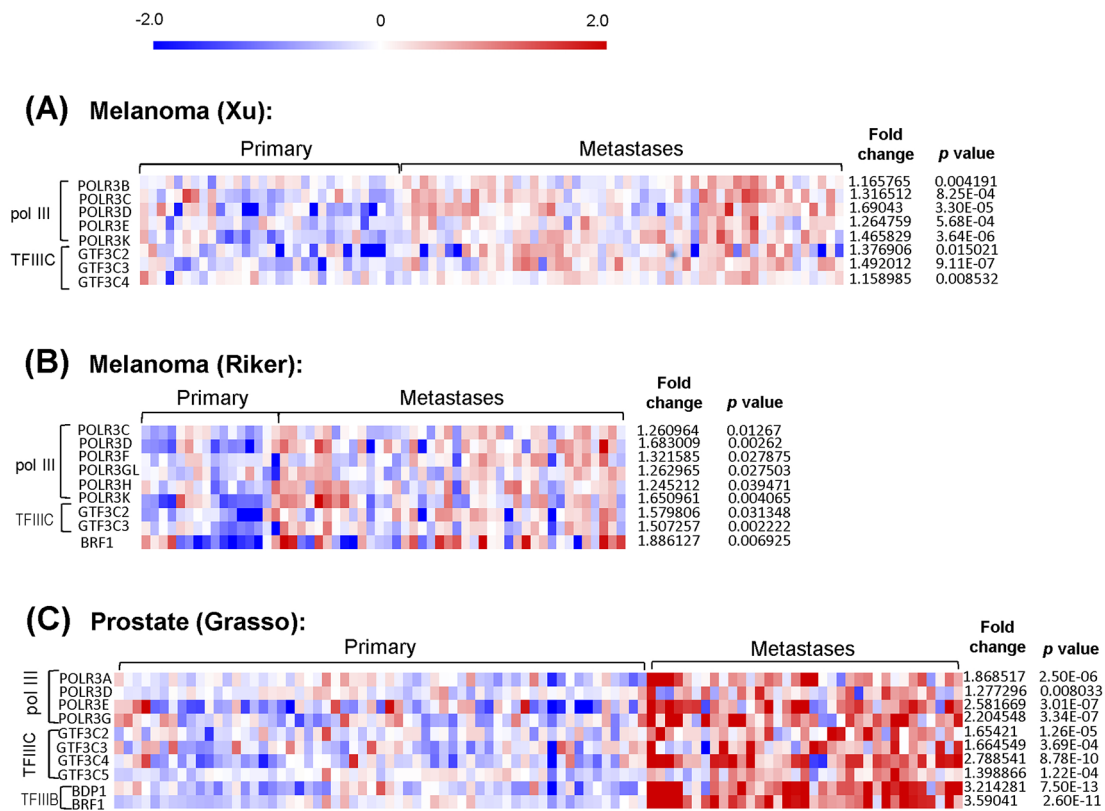 -2.0 0 2.0
(A) Melanoma (Xu):
Primary Metastases Fold change p value
pol III
POLR3B 1.165765 0.004191
POLR3C 1.316512 8.25E-04
POLR3D 1.69043 3.30E-05
POLR3E 1.264759 5.68E-04
POLR3K 1.465829 3.64E-06
TFIIIC
GTF3C2 1.376906 0.015021
GTF3C3 1.492012 9.11E-07
GTF3C4 1.158985 0.008532
(B) Melanoma (Riker):
Primary Metastases Fold change p value
pol III
POLR3C 1.260964 0.01267
POLR3D 1.683009 0.00262
POLR3F 1.321585 0.027875
POLR3GL 1.262965 0.027503
POLR3H 1.245212 0.039471
POLR3K 1.650961 0.004065
TFIIIC
GTF3C2 1.579806 0.031348
GTF3C3 1.507257 0.002222
BRF1 1.886127 0.006925
(C) Prostate (Grasso):
Primary Metastases Fold change p value
pol III
POLR3A 1.868517 2.50E-06
POLR3D 1.277296 0.008033
POLR3E 2.581669 3.01E-07
POLR3G 2.204548 3.34E-07
TFIIIC
GTF3C2 1.65421 1.26E-05
GTF3C3 1.664549 3.69E-04
GTF3C4 2.788541 8.78E-10
GTF3C5 1.398866 1.22E-04
TFIIIB
BDP1 3.214281 7.50E-13
BRF1 3.59041 2.60E-11